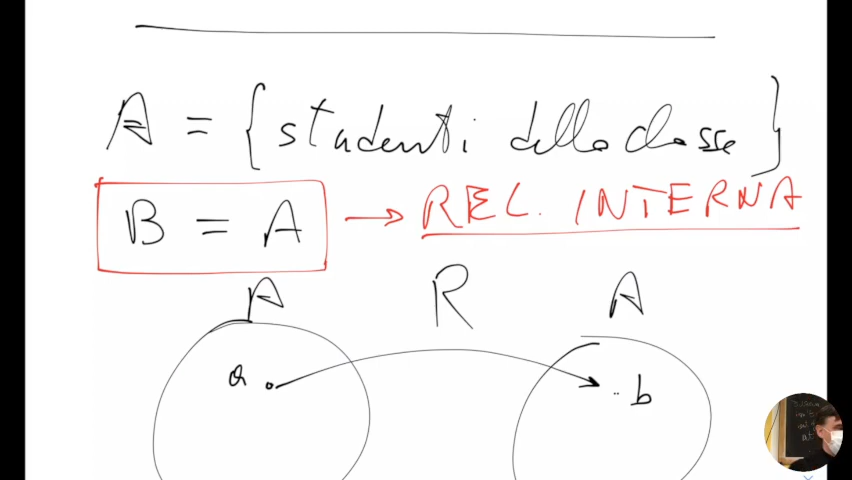 A = { studenti della classe }
B = A → REL. INTERNA
A R A
a b